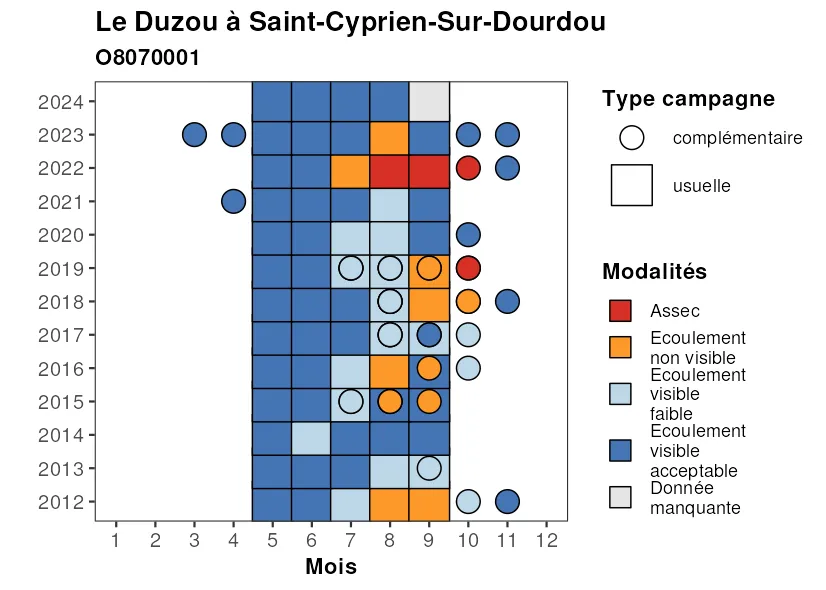 Le Duzou à Saint-Cyprien-Sur-Dourdou
O8070001
2024
2023
2022
2021
2020
2019
2018
2017
2016
2015
2014
2013
2012
1 2 3 4 5 6 7 8 9 10 11 12
Mois
Type campagne
complémentaire
usuelle
Modalités
Assec
Ecoulement
non visible
Ecoulement
visible
faible
Ecoulement
visible
acceptable
Donnée
manquante